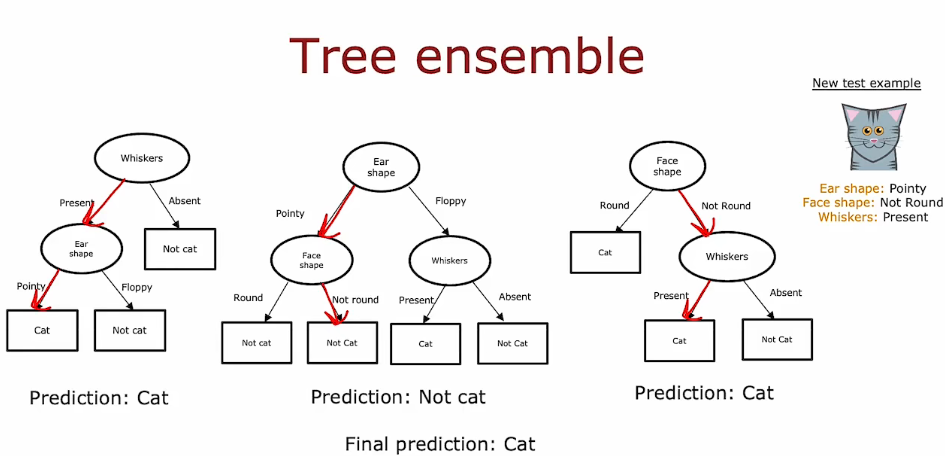 Tree ensemble
New test example
Ear shape: Pointy
Face shape: Not Round
Whiskers: Present
Whiskers
Present
Absent
Ear
shape
Not cat
Pointy
Floppy
Cat
Not cat
Prediction: Cat
Ear
shape
Pointy
Floppy
Face
shape
Whiskers
Round
Not round
Present
Absent
Not cat
Not Cat
Cat
Not Cat
Prediction: Not cat
Face
shape
Round
Not Round
Cat
Whiskers
Present
Absent
Cat
Not Cat
Prediction: Cat
Final prediction: Cat